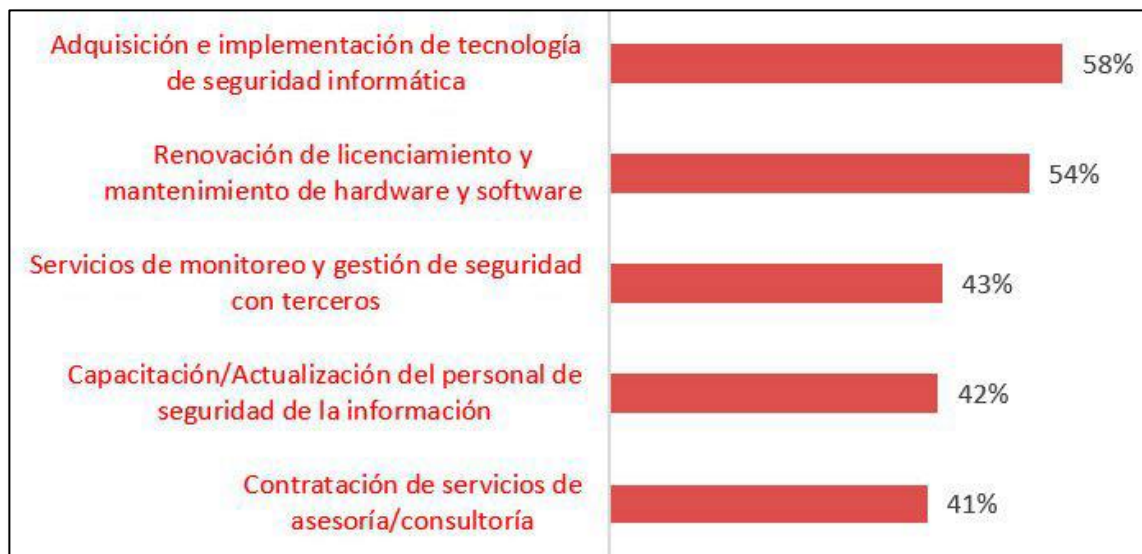 Adquisición e implementación de tecnología
de seguridad informática
58%
Renovación de licenciamiento y
mantenimiento de hardware y software
54%
Servicios de monitoreo y gestión de seguridad
con terceros
43%
Capacitación/Actualización del personal de
seguridad de la información
42%
Contratación de servicios de
asesoría/consultoría
41%